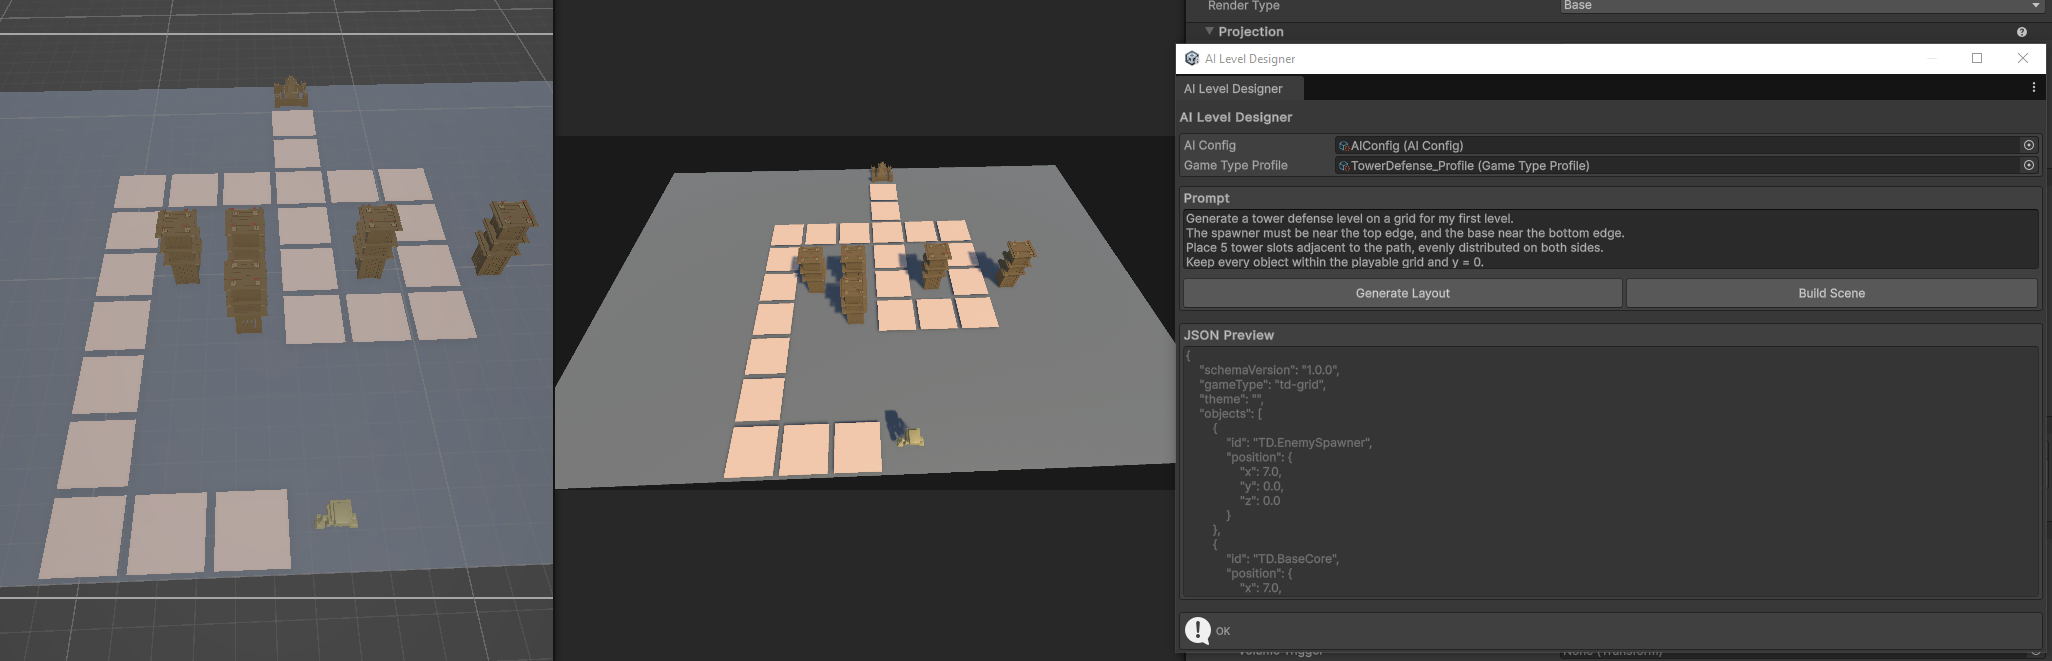 Render Type
Base
Projection
AI Level Designer
AI Level Designer
AI Level Designer
AI Config
AIConfig (AI Config)
Game Type Profile
TowerDefense_Profile (Game Type Profile)
Prompt
Generate a tower defense level on a grid for my first level.
The spawner must be near the top edge, and the base near the bottom edge.
Place 5 tower slots adjacent to the path, evenly distributed on both sides.
Keep every object within the playable grid and y = 0.
Generate Layout
Build Scene
JSON Preview
{
"schemaVersion": "1.0.0",
"gameType": "td-grid",
"theme": "",
"objects": [
{
"id": "TD.EnemySpawner",
"position": {
"x": 7.0,
"y": 0.0,
"z": 0.0
}
},
{
"id": "TD.BaseCore",
"position": {
"x": 7.0,
OK
Volume Trigger
None (Transform)